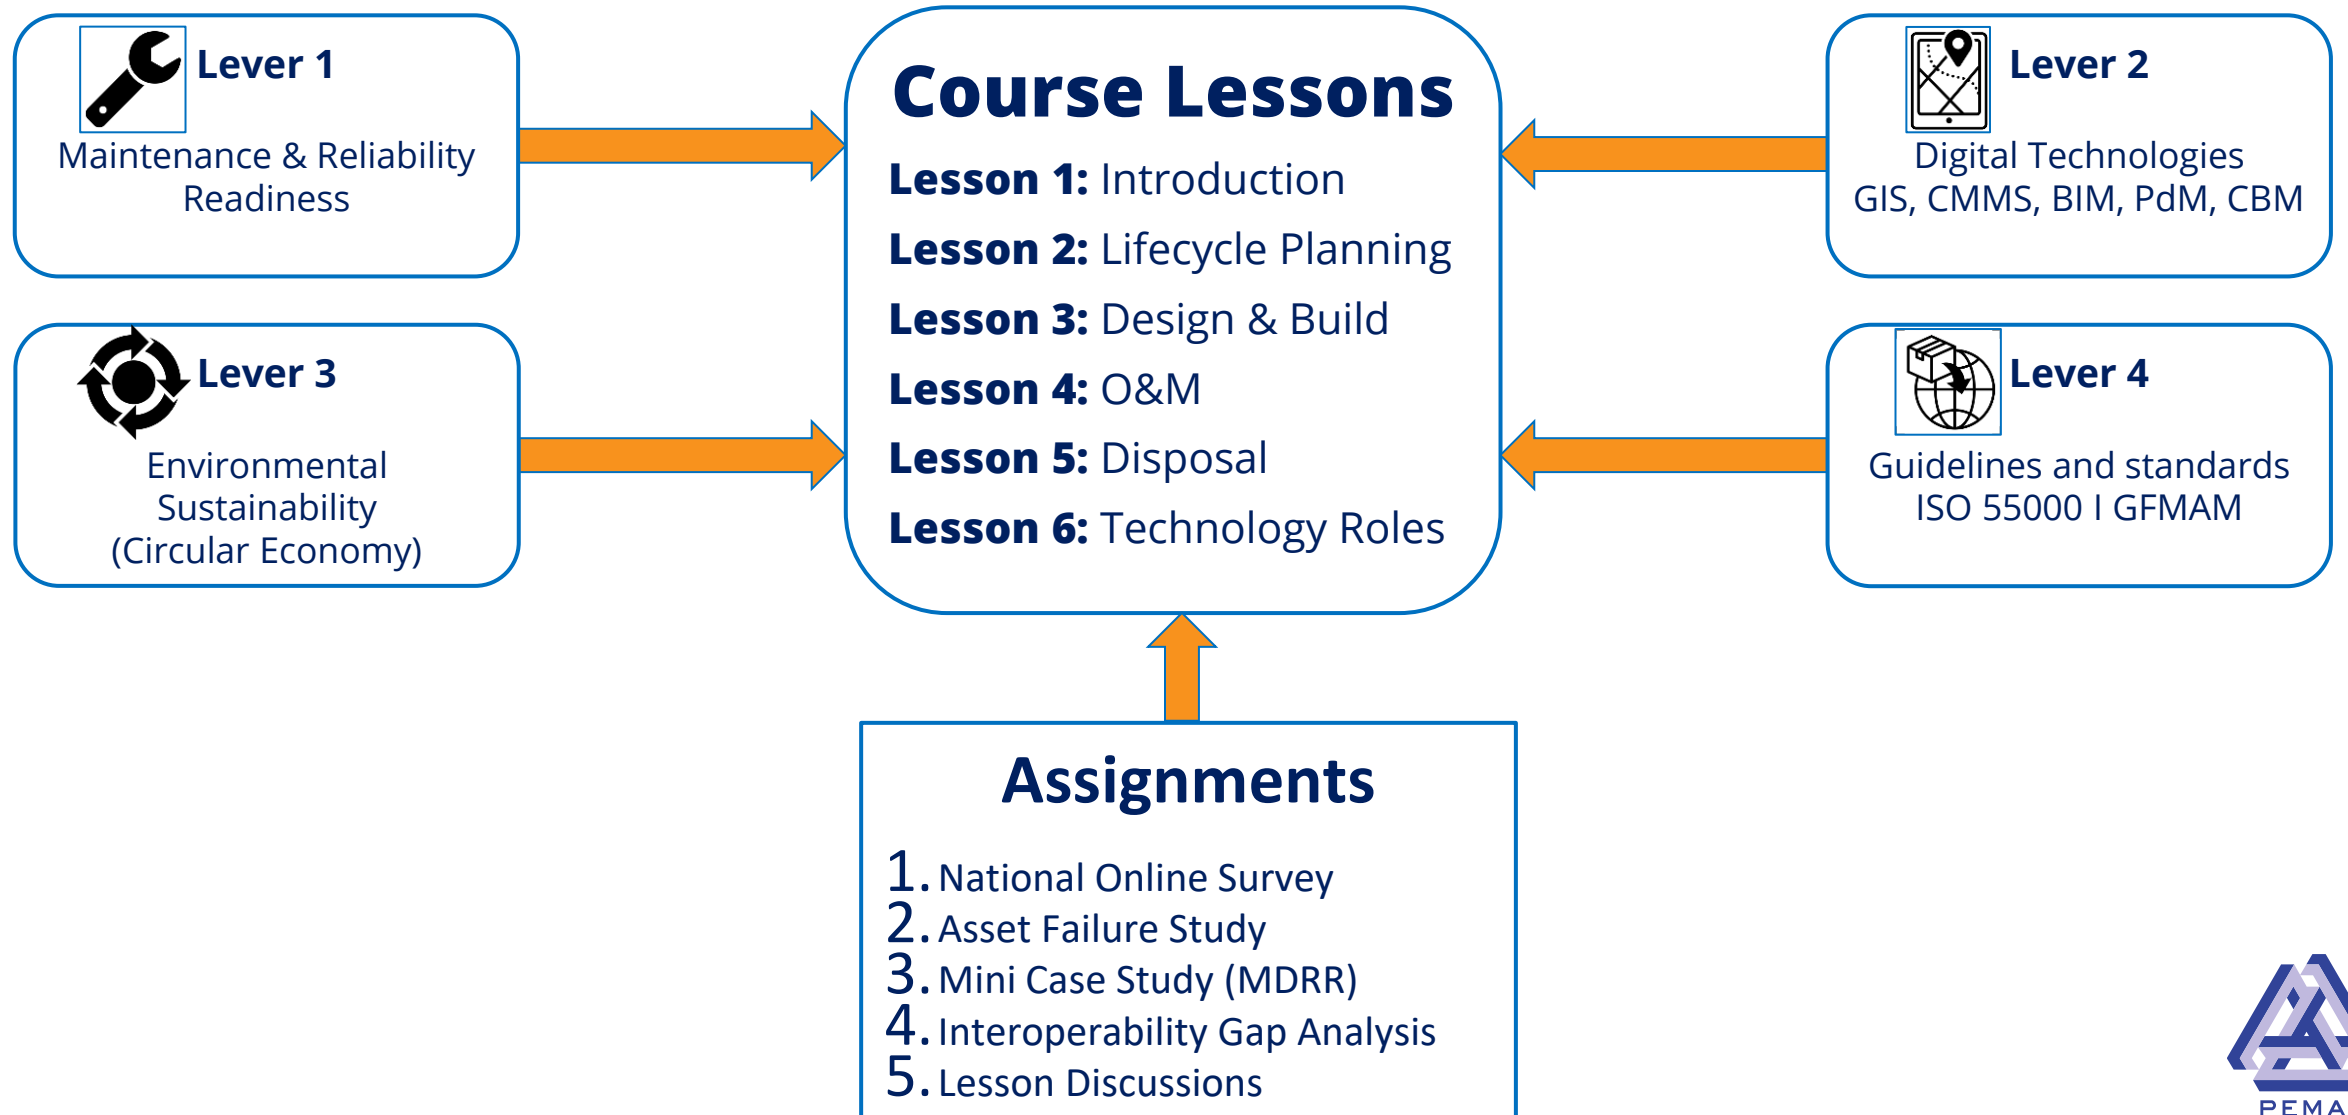 Lever 1
Maintenance & Reliability
Readiness
Lever 3
Environmental
Sustainability
(Circular Economy)
Course Lessons
Lesson 1: Introduction
Lesson 2: Lifecycle Planning
Lesson 3: Design & Build
Lesson 4: O&M
Lesson 5: Disposal
Lesson 6: Technology Roles
Lever 2
Digital Technologies
GIS, CMMS, BIM, PdM, CBM
Lever 4
Guidelines and standards
ISO 55000 I GFMAM
Assignments
1. National Online Survey
2. Asset Failure Study
3. Mini Case Study (MDRR)
4. Interoperability Gap Analysis
5. Lesson Discussions
PEMA